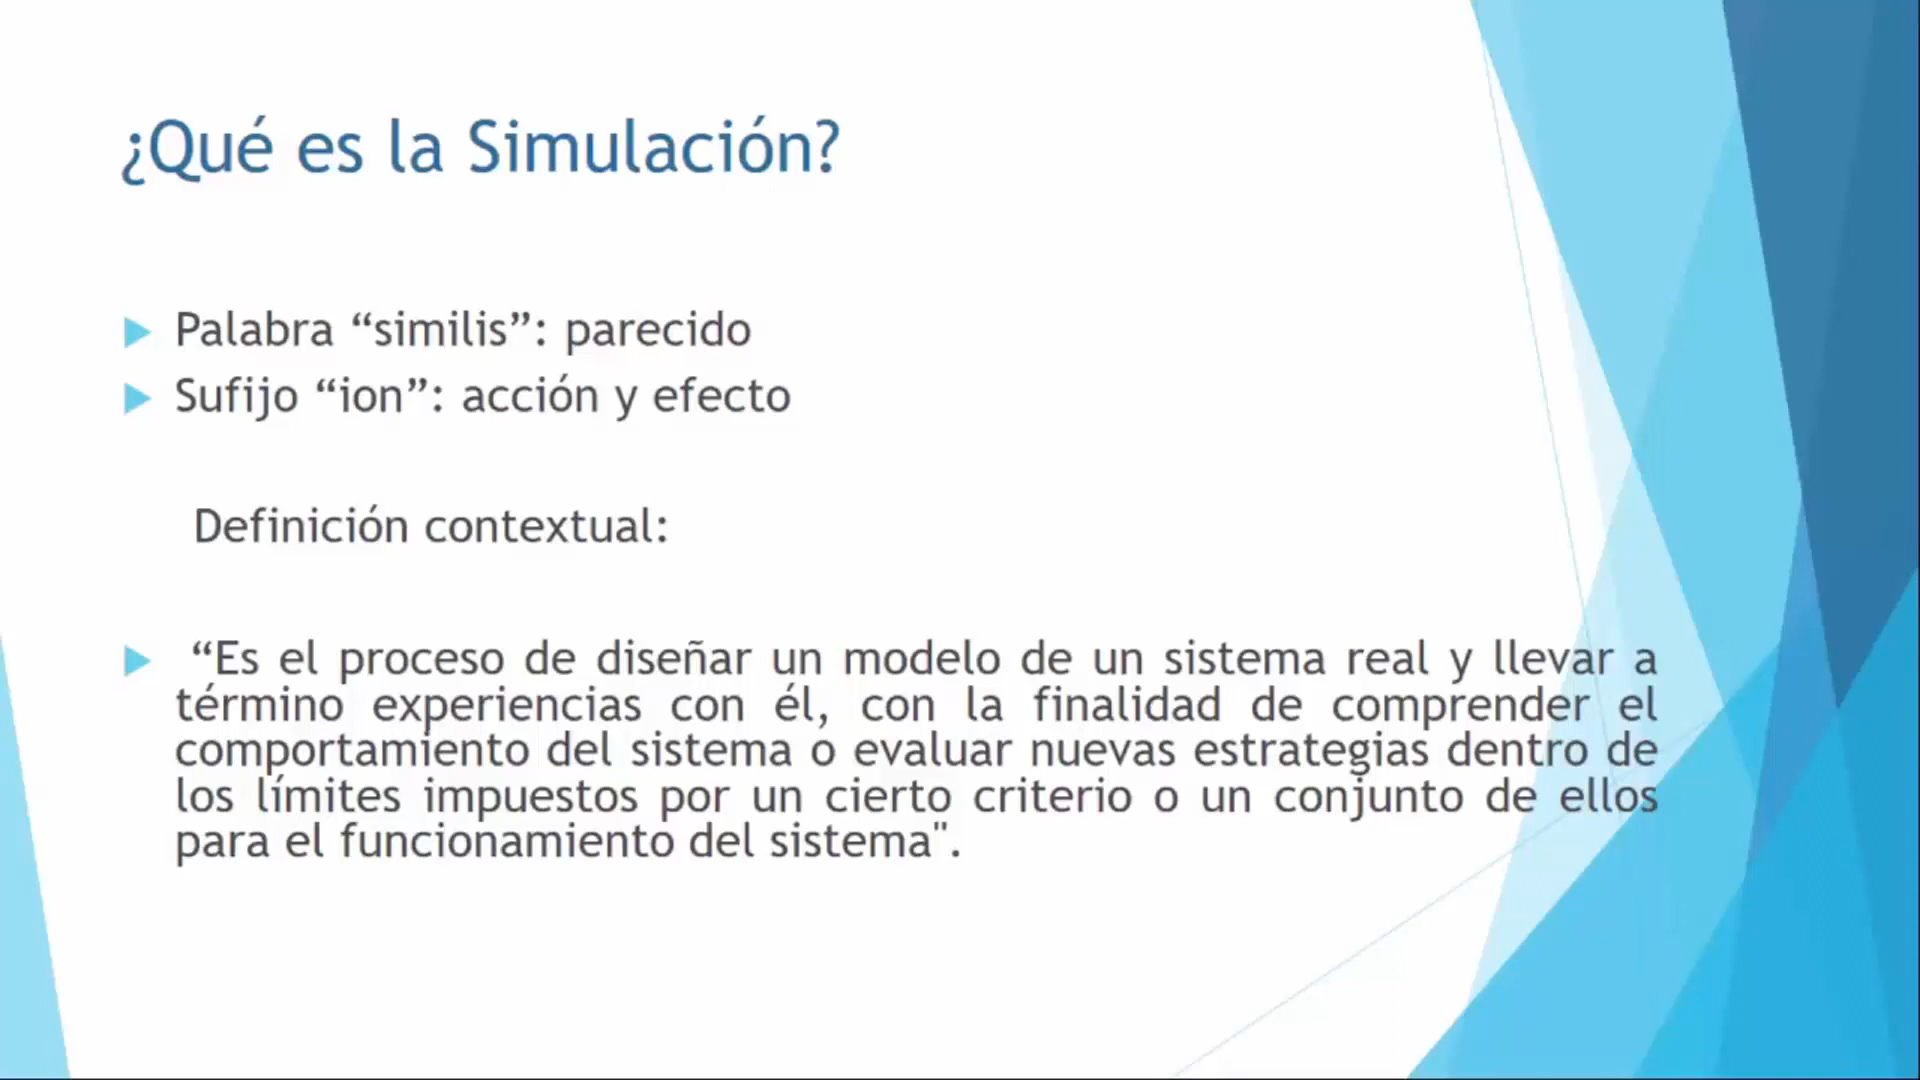 ¿Qué es la Simulación?
Palabra “similis”: parecido
Sufijo “ion”: acción y efecto
Definición contextual:
“Es el proceso de diseñar un modelo de un sistema real y llevar a
término experiencias con él, con la finalidad de comprender el
comportamiento del sistema o evaluar nuevas estrategias dentro de
los límites impuestos por un cierto criterio o un conjunto de ellos
para el funcionamiento del sistema".